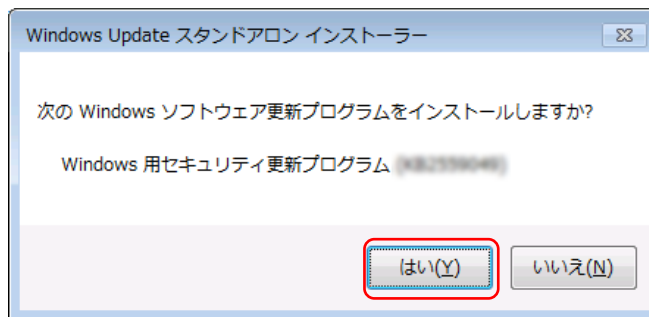 Windows Update スタンドアロン インストーラー
次の Windows ソフトウェア更新プログラムをインストールしますか?
Windows 用セキュリティ更新プログラム
はい(Y)
いいえ(N)